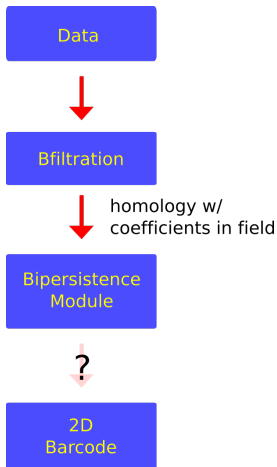 Data
Bfiltration
homology w/
coefficients in field
Bipersistence
Module
?
2D
Barcode